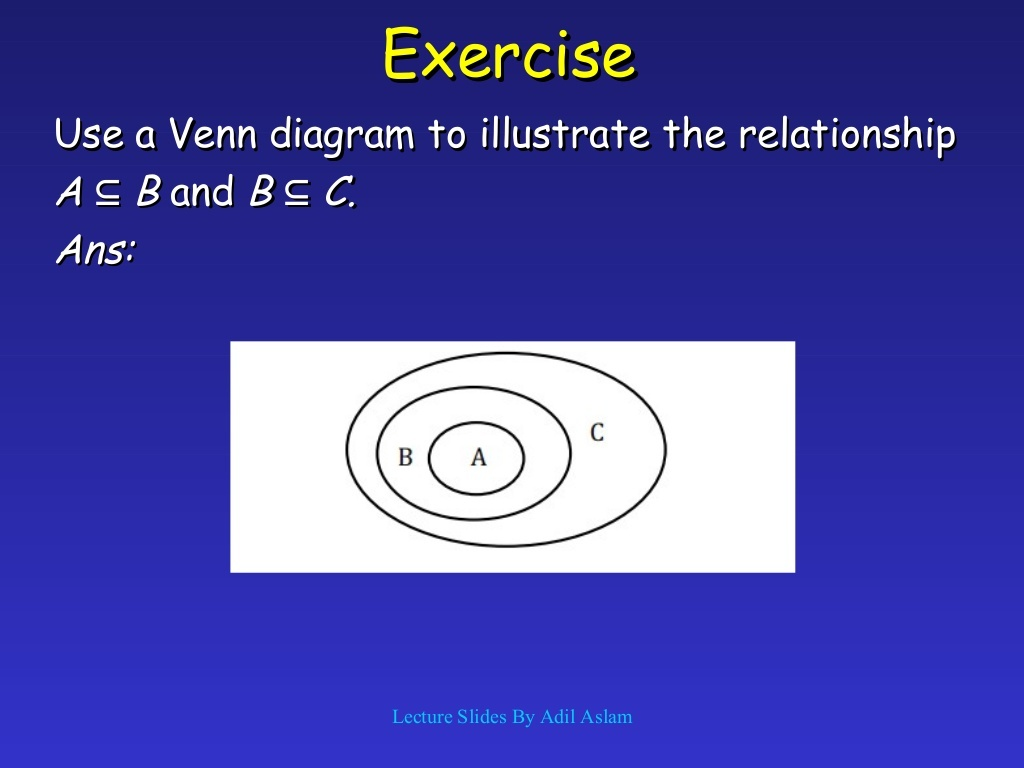 Exercise
Use a Venn diagram to illustrate the relationship
A ⊆ B and B ⊆ C.
Ans:
C
B A
Lecture Slides By Adil Aslam